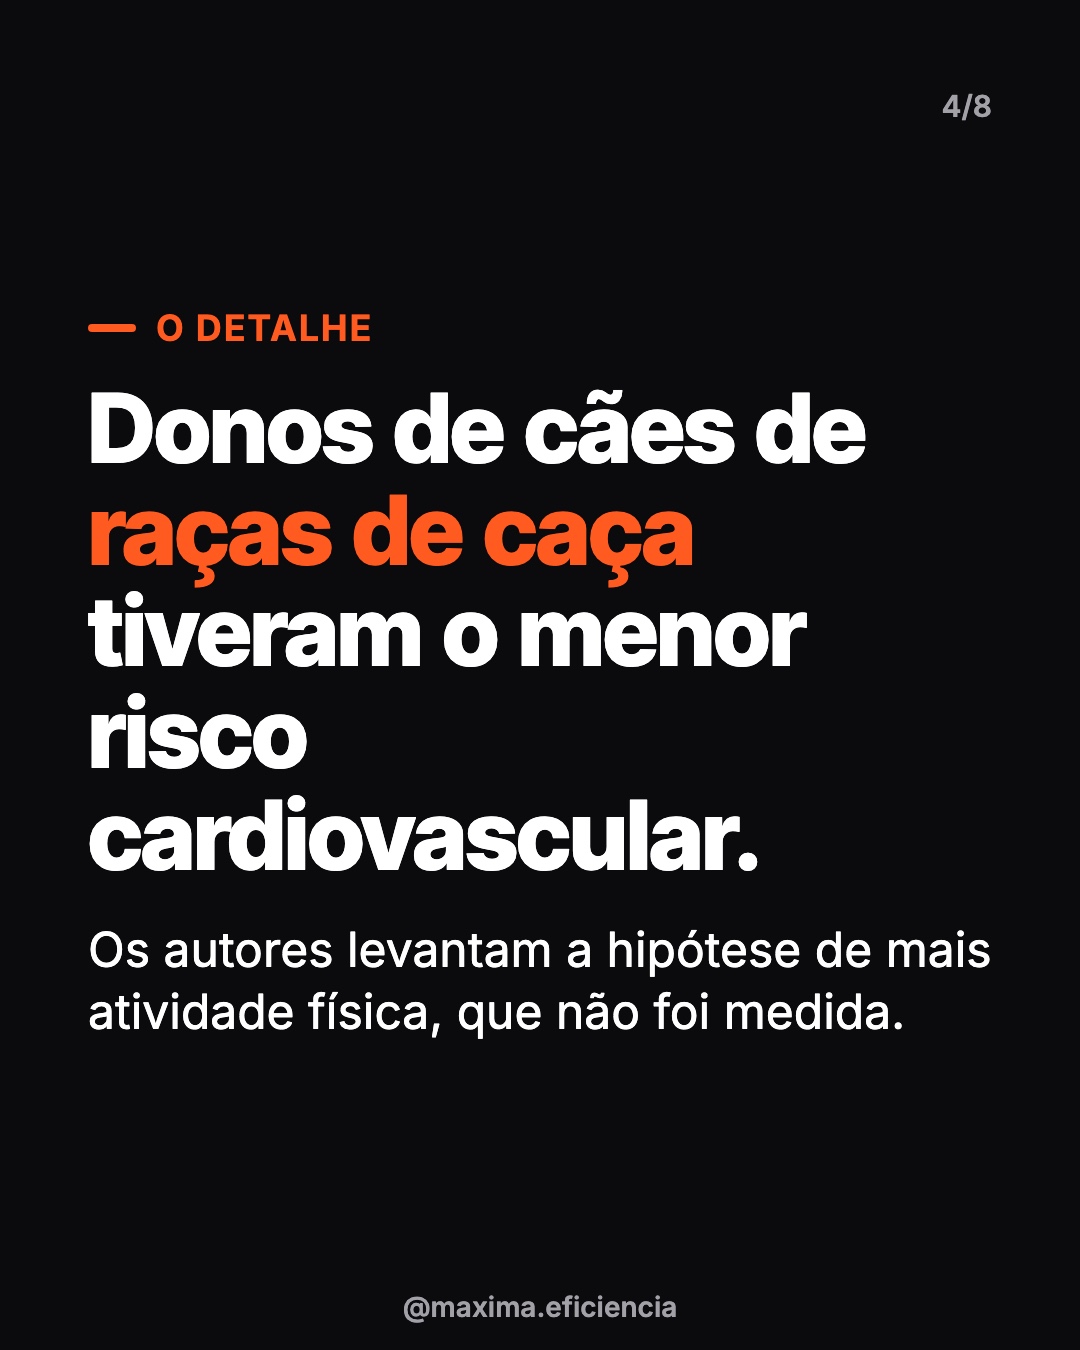 4/8
O DETALHE
Donos de cães de
raças de caça
tiveram o menor
risco
cardiovascular.
Os autores levantam a hipótese de mais
atividade física, que não foi medida.
@maxima.eficiencia